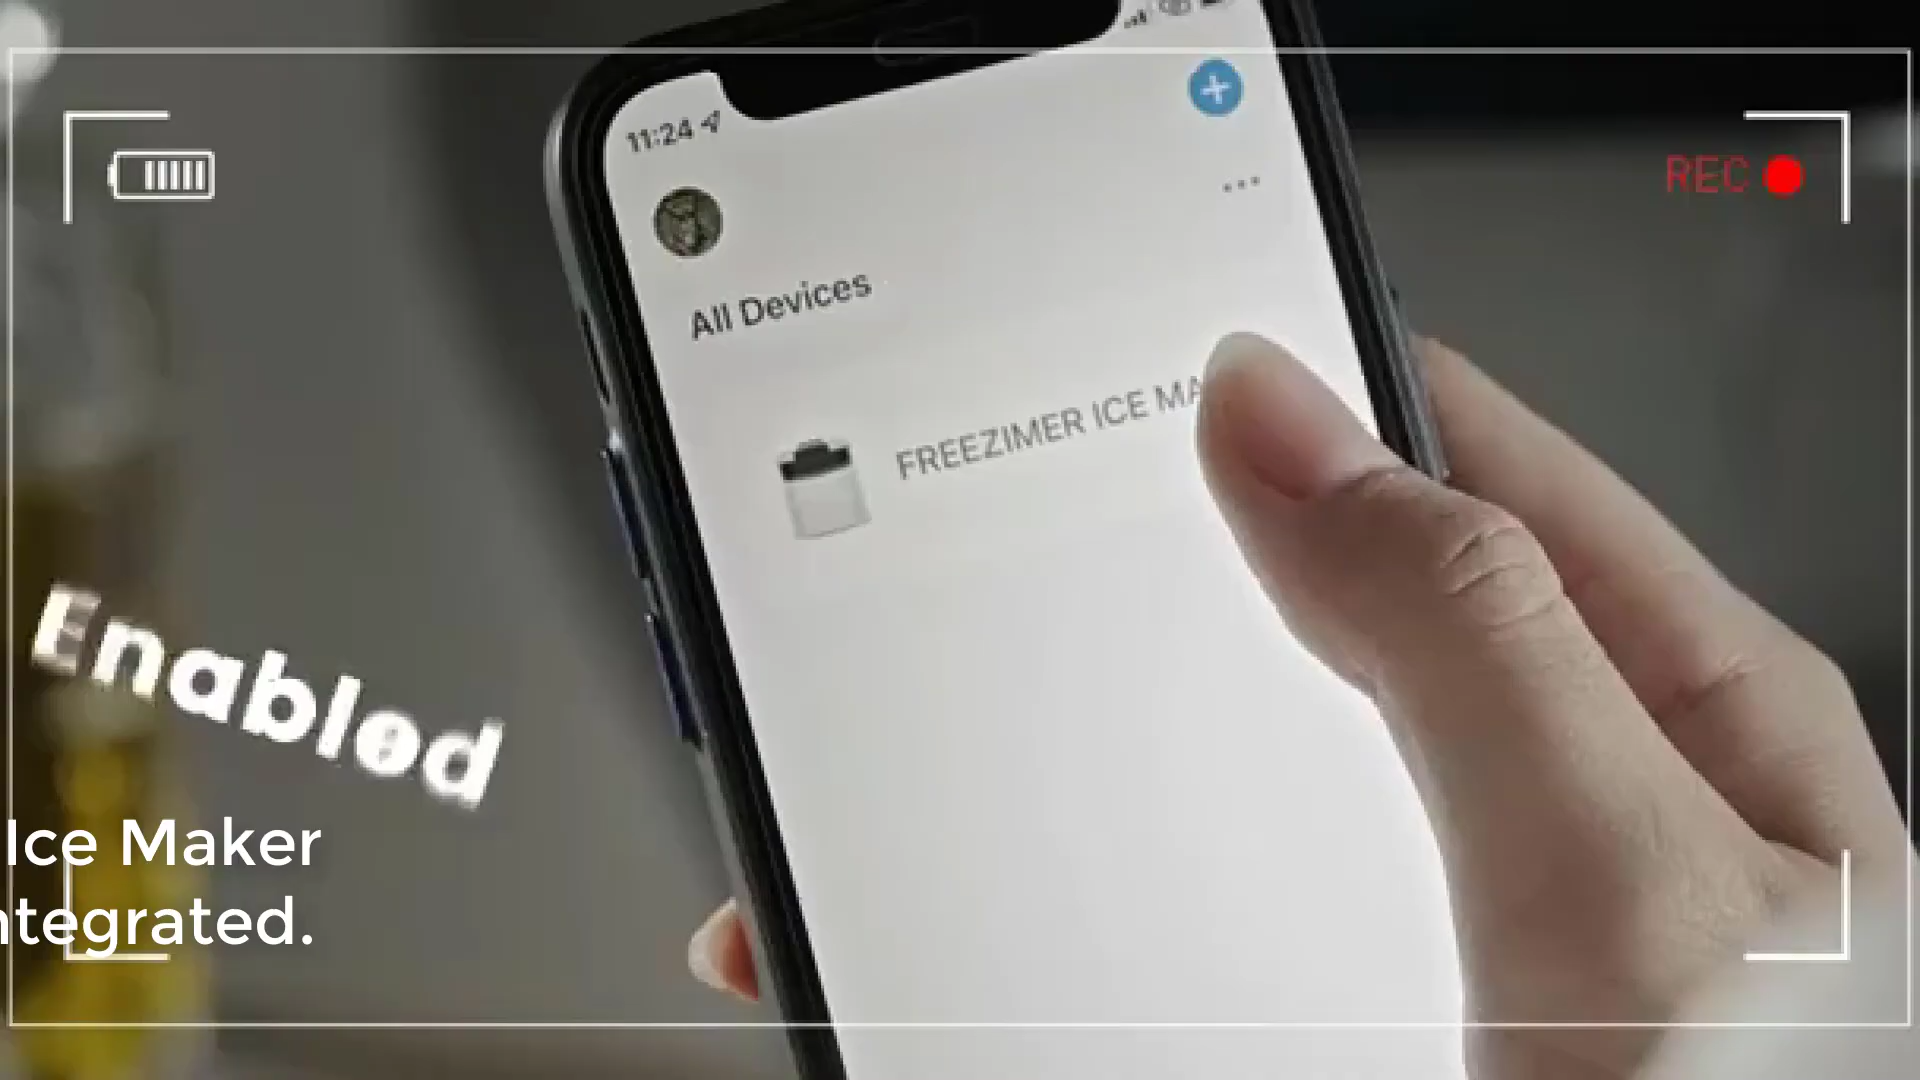 11:24
REC
All Devices
FREEZIMER ICE MA
Enabled
Ice Maker
ntegrated.